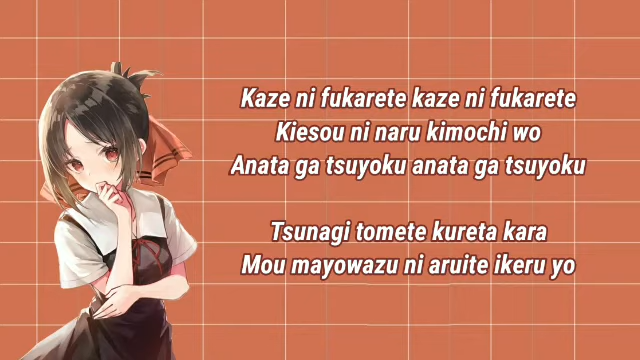 Kaze ni fukarete kaze ni fukarete
Kiesou ni naru kimochi wo
Anata ga tsuyoku anata ga tsuyoku
Tsunagi tomete kureta kara
Mou mayowazu ni aruite ikeru yo